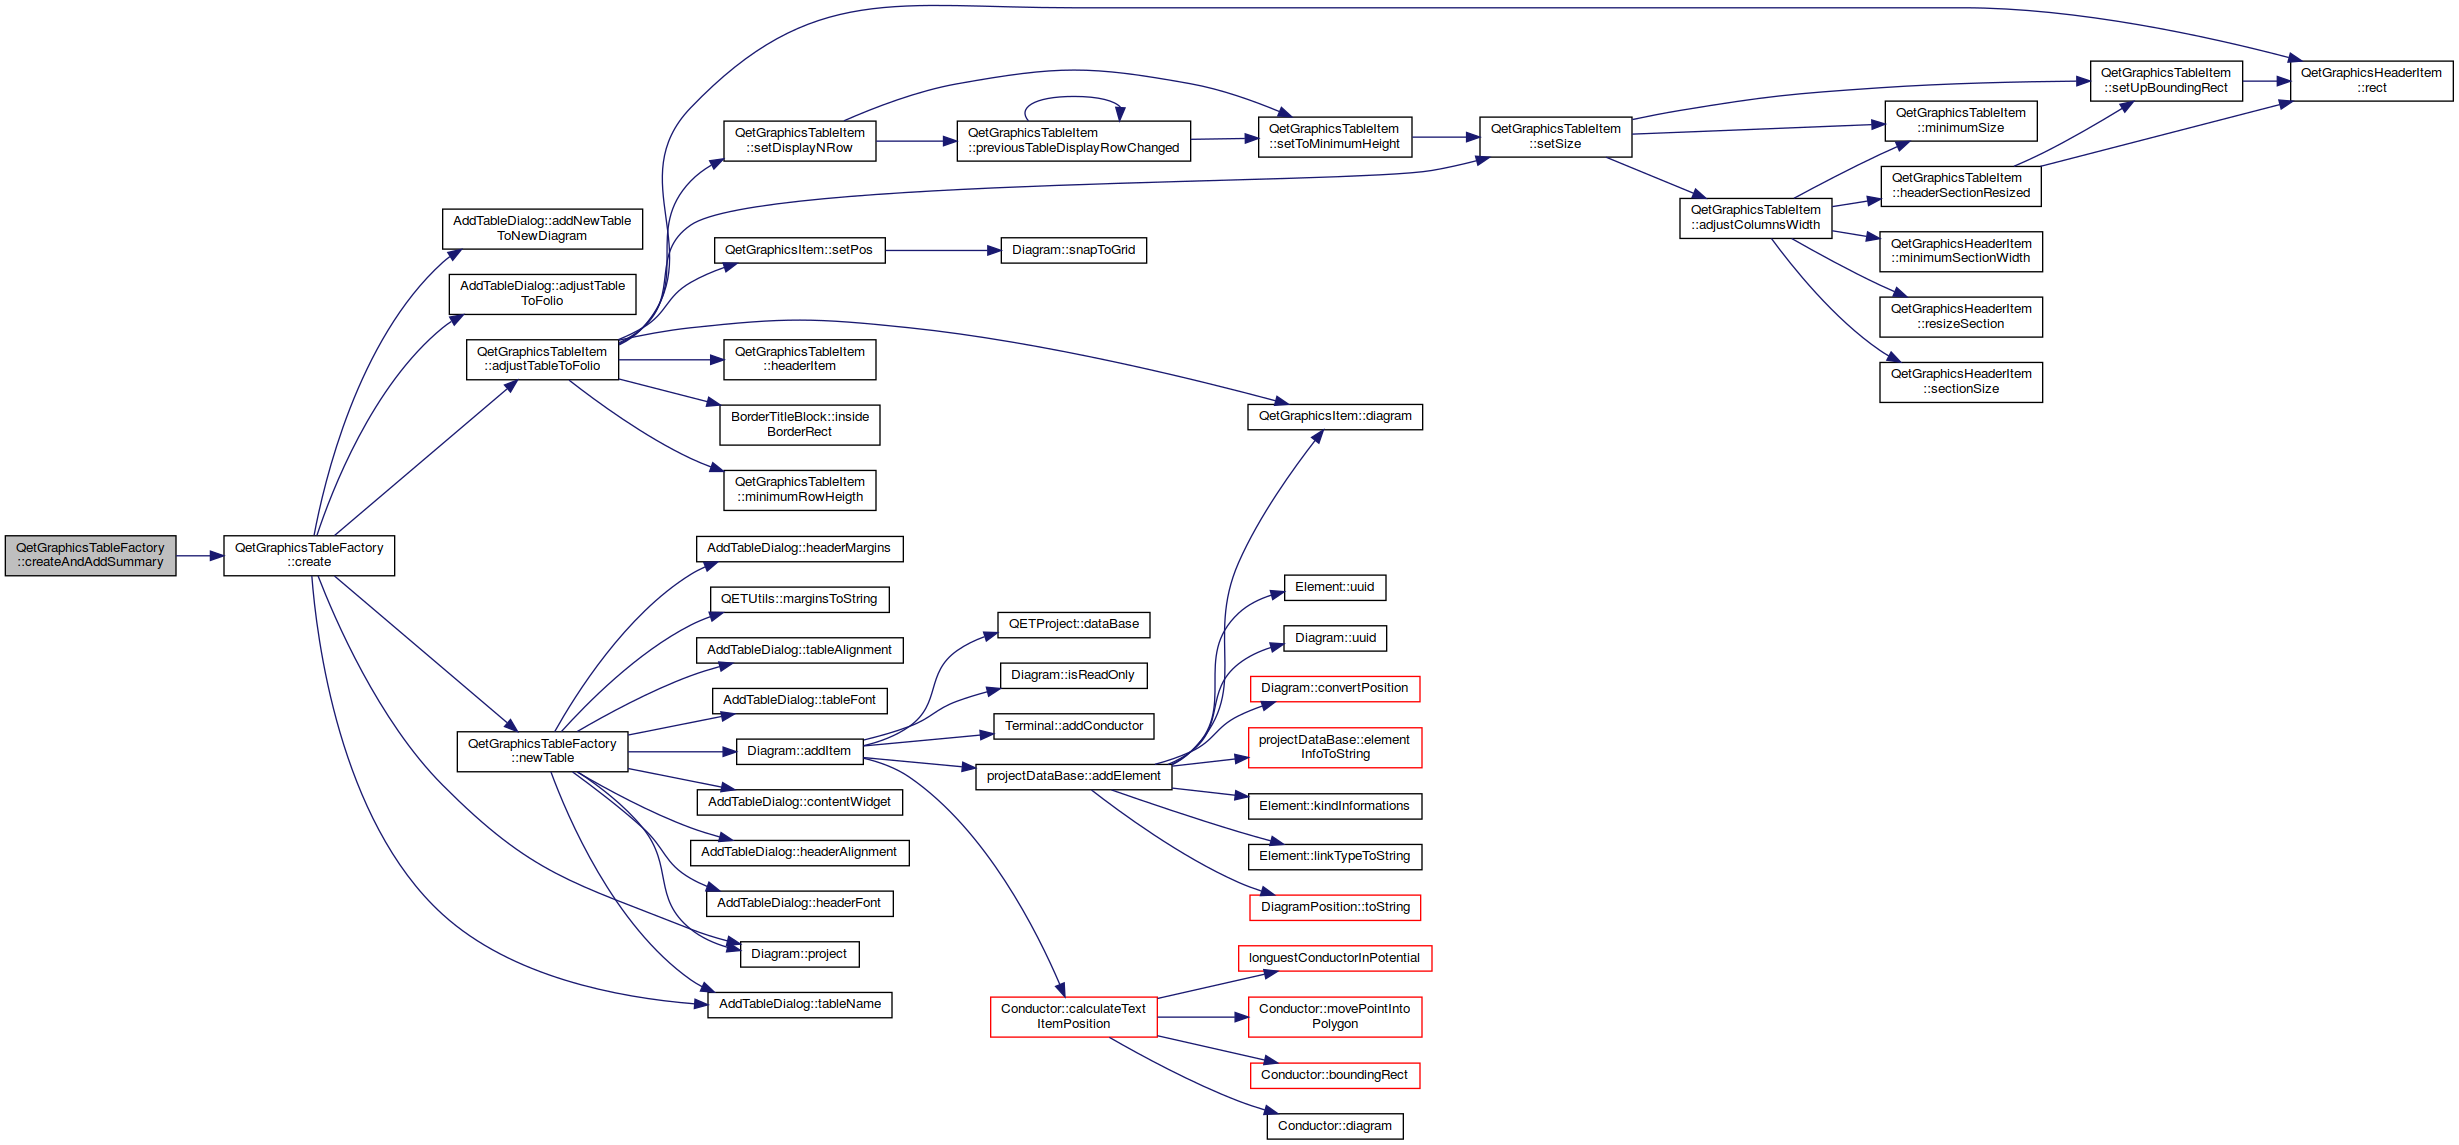 QetGraphicsTableFactory
::createAndAddSummary
QetGraphicsTableFactory
::create
AddTableDialog::addNewTable
ToNewDiagram
AddTableDialog::adjustTable
ToFolio
QetGraphicsTableItem
::adjustTableToFolio
QetGraphicsTableFactory
::newTable
QetGraphicsTableItem
::setDisplayNRow
QetGraphicsItem::setPos
QetGraphicsTableItem
::headerItem
BorderTitleBlock::inside
BorderRect
QetGraphicsTableItem
::minimumRowHeigth
AddTableDialog::headerMargins
QETUtils::marginsToString
AddTableDialog::tableAlignment
AddTableDialog::tableFont
Diagram::addItem
AddTableDialog::contentWidget
AddTableDialog::headerAlignment
AddTableDialog::headerFont
Diagram::project
AddTableDialog::tableName
QetGraphicsTableItem
::previousTableDisplayRowChanged
Diagram::snapToGrid
QETProject::dataBase
Diagram::isReadOnly
Terminal::addConductor
projectDataBase::addElement
Conductor::calculateText
ItemPosition
QetGraphicsTableItem
::setToMinimumHeight
QetGraphicsItem::diagram
Element::uuid
Diagram::uuid
Diagram::convertPosition
projectDataBase::element
InfoToString
Element::kindInformations
Element::linkTypeToString
DiagramPosition::toString
longuestConductorInPotential
Conductor::movePointInto
Polygon
Conductor::boundingRect
Conductor::diagram
QetGraphicsTableItem
::setSize
QetGraphicsTableItem
::adjustColumnsWidth
QetGraphicsTableItem
::minimumSize
QetGraphicsTableItem
::headerSectionResized
QetGraphicsHeaderItem
::minimumSectionWidth
QetGraphicsHeaderItem
::resizeSection
QetGraphicsHeaderItem
::sectionSize
QetGraphicsTableItem
::setUpBoundingRect
QetGraphicsHeaderItem
::rect